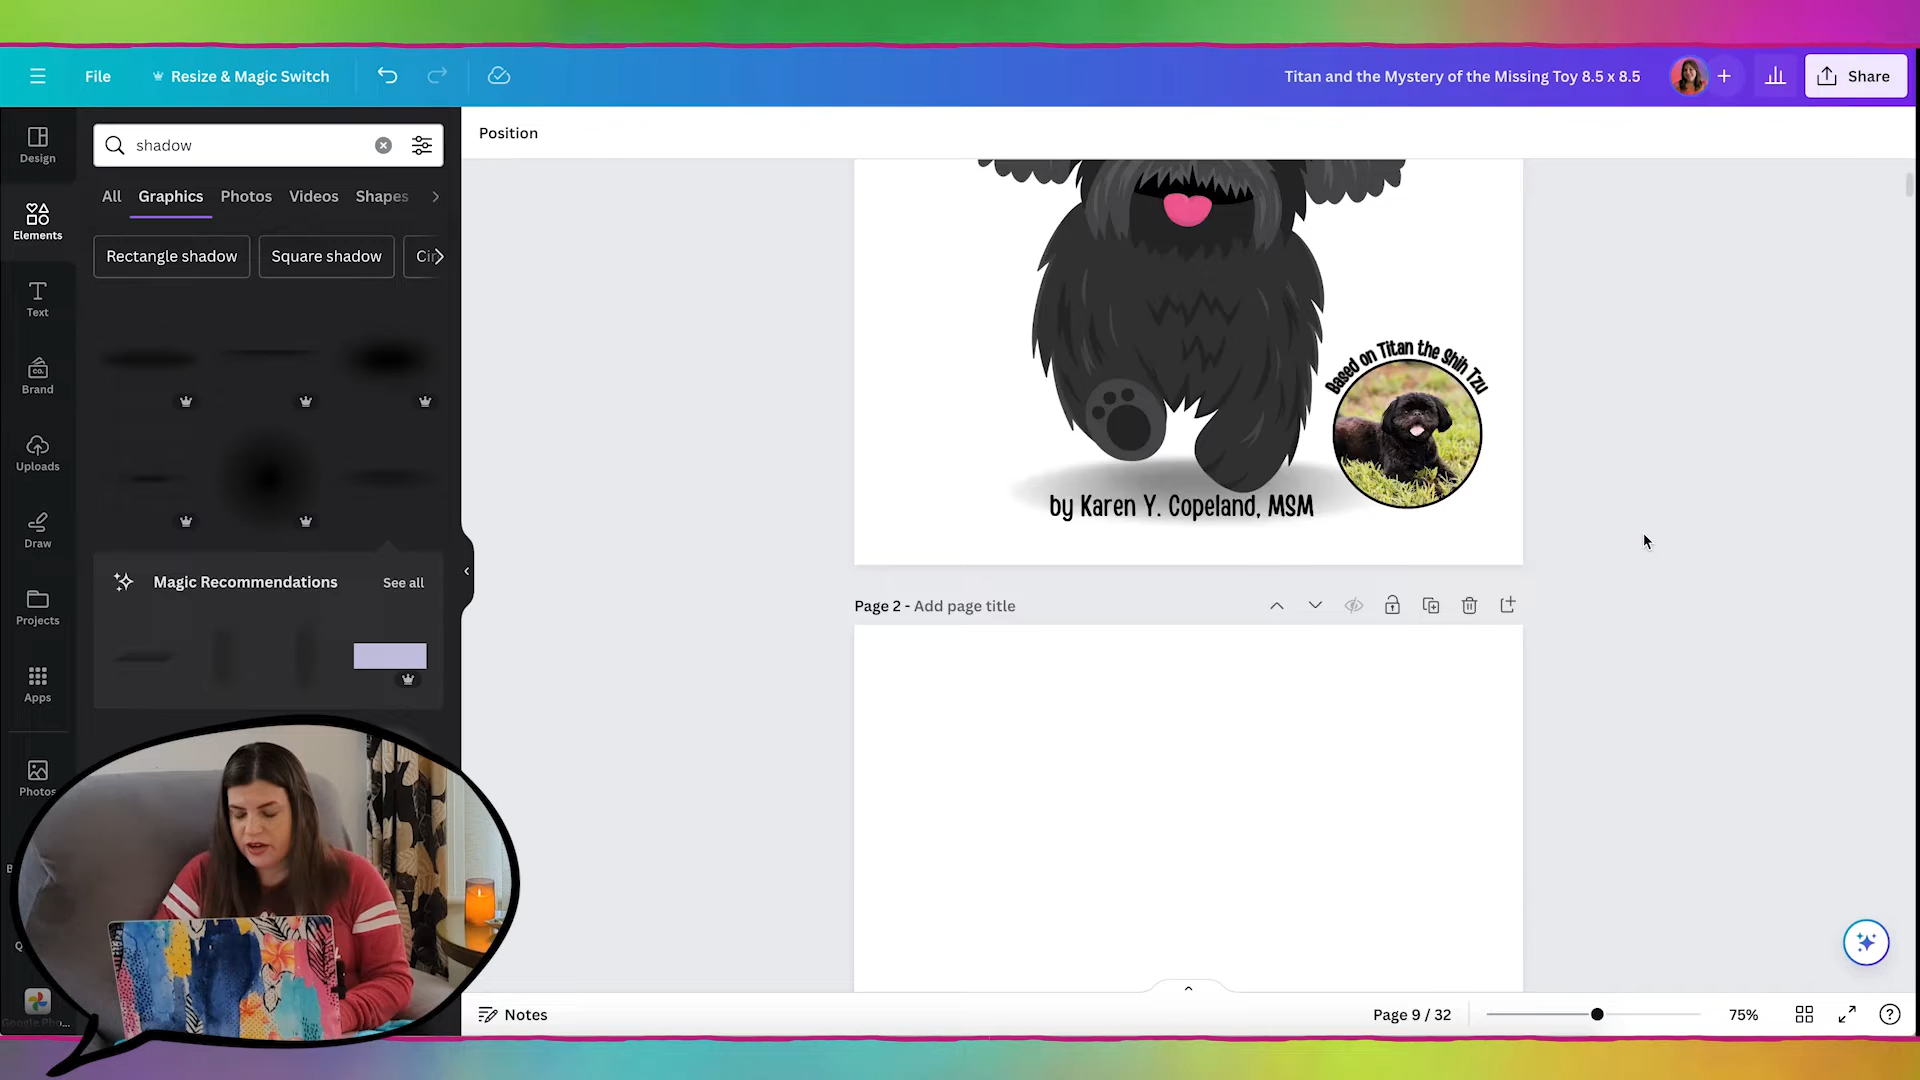 File
Resize & Magic Switch
Titan and the Mystery of the Missing Toy 8.5 x 8.5
Share
Design
Elements
Text
Brand
Uploads
Draw
Projects
Apps
Photos
shadow
All
Graphics
Photos
Videos
Shapes
Rectangle shadow
Square shadow
Magic Recommendations
See all
Position
Based on Titan the Shih Tzu
by Karen Y. Copeland, MSM
Page 2 - Add page title
Notes
Page 9 / 32
75%